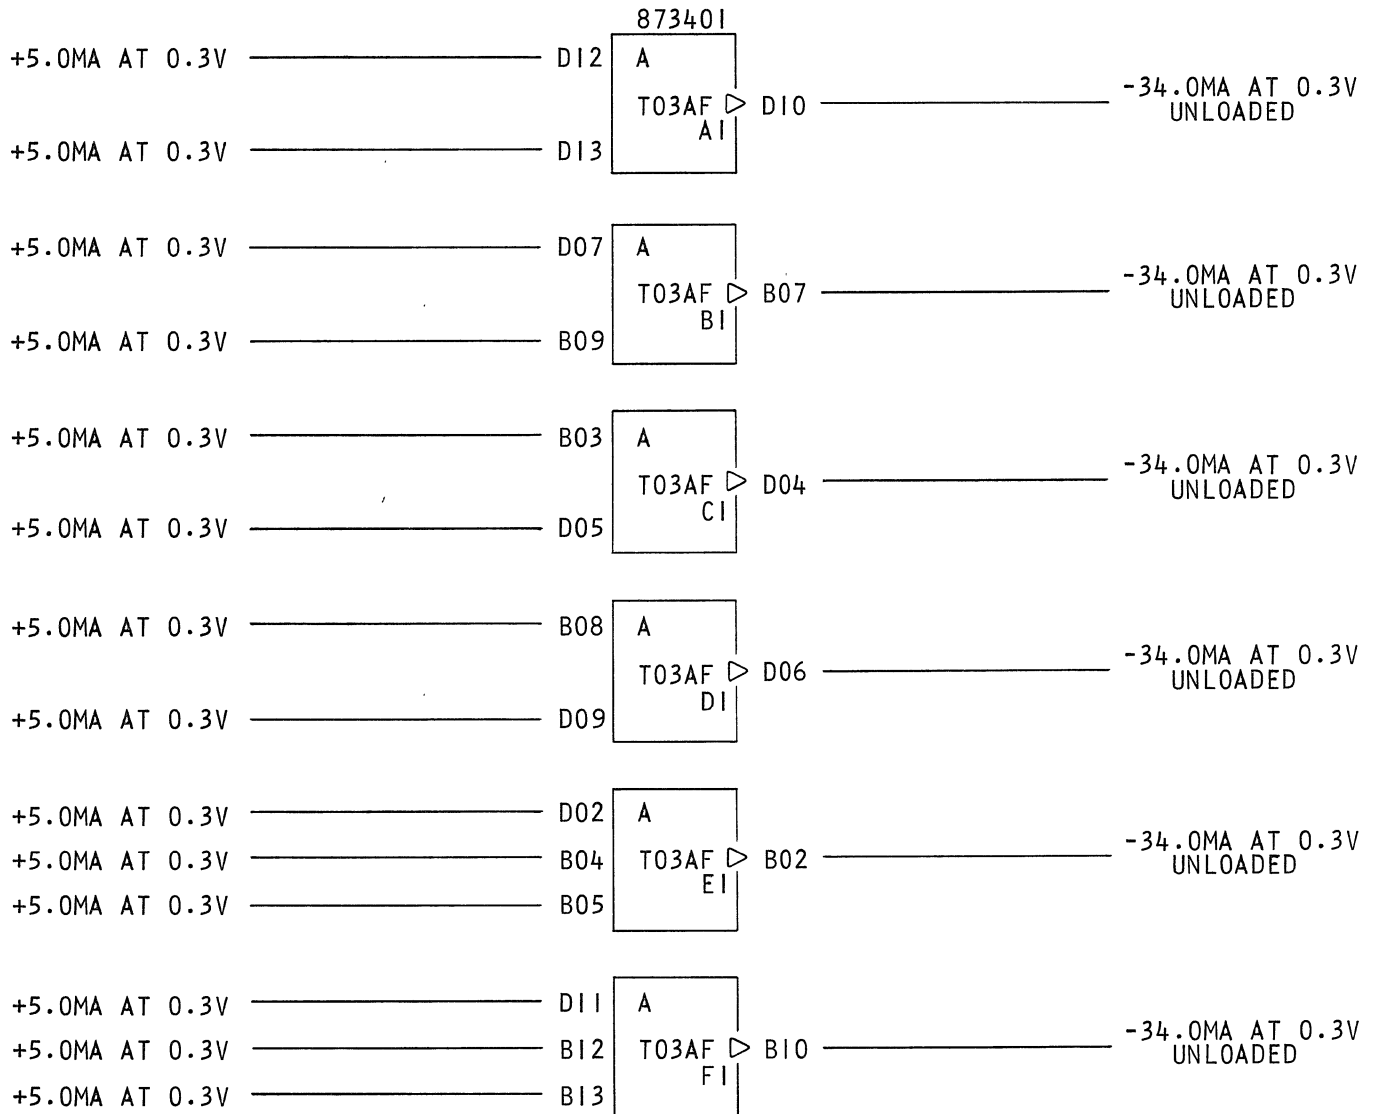 873401
+5.0MA AT 0.3V D12 A
T03AF D10 -34.0MA AT 0.3V
UNLOADED
A1
+5.0MA AT 0.3V D13
+5.0MA AT 0.3V D07 A
T03AF B07 -34.0MA AT 0.3V
UNLOADED
B1
+5.0MA AT 0.3V B09
+5.0MA AT 0.3V B03 A
T03AF D04 -34.0MA AT 0.3V
UNLOADED
C1
+5.0MA AT 0.3V D05
+5.0MA AT 0.3V B08 A
T03AF D06 -34.0MA AT 0.3V
UNLOADED
D1
+5.0MA AT 0.3V D09
+5.0MA AT 0.3V D02 A
+5.0MA AT 0.3V B04 T03AF B02 -34.0MA AT 0.3V
UNLOADED
E1
+5.0MA AT 0.3V B05
+5.0MA AT 0.3V D11 A
+5.0MA AT 0.3V B12 T03AF B10 -34.0MA AT 0.3V
UNLOADED
F1
+5.0MA AT 0.3V B13